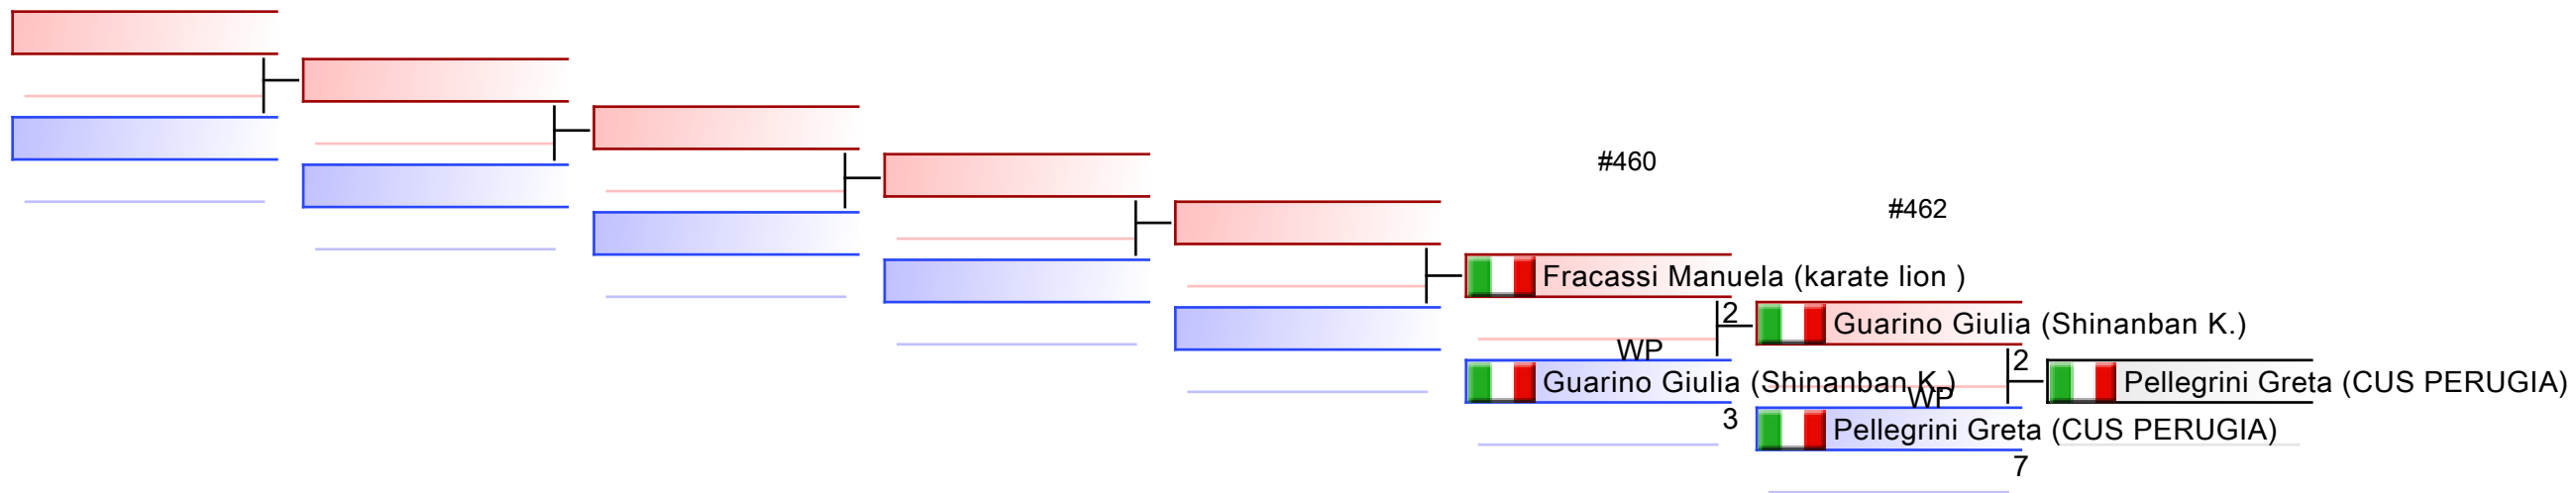 #460
#462
Fracassi Manuela (karate lion )
2
Guarino Giulia (Shinanban K.)
WP
2
Guarino Giulia (Shinanban K.)
Pellegrini Greta (CUS PERUGIA)
WP
3
Pellegrini Greta (CUS PERUGIA)
7